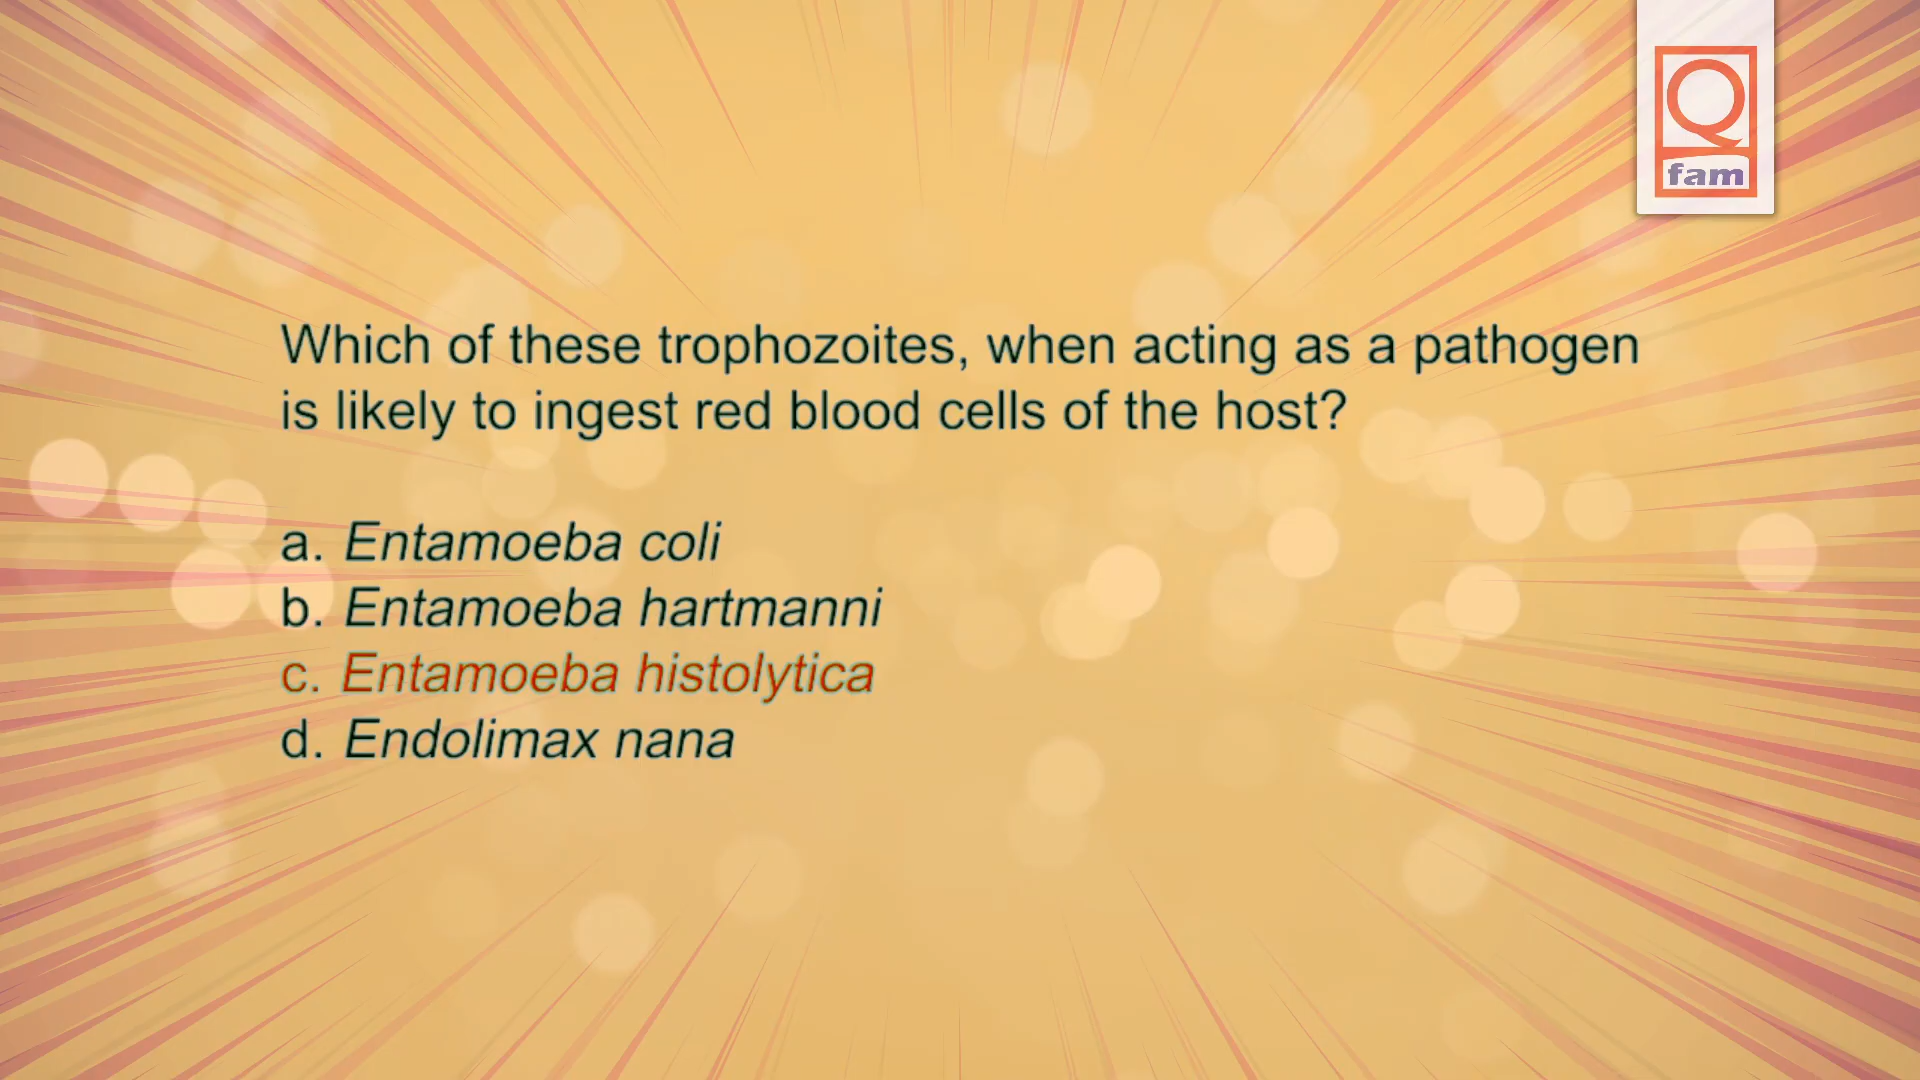 Q
fam
Which of these trophozoites, when acting as a pathogen
is likely to ingest red blood cells of the host?
a. Entamoeba coli
b. Entamoeba hartmanni
c. Entamoeba histolytica
d. Endolimax nana